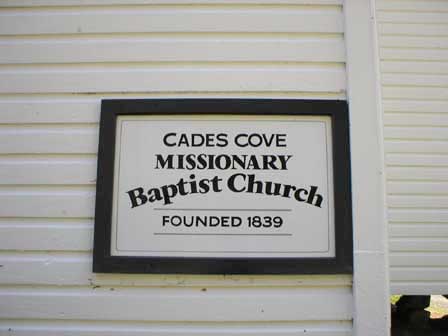 CADES COVE
MISSIONARY
Baptist Church
FOUNDED 1839